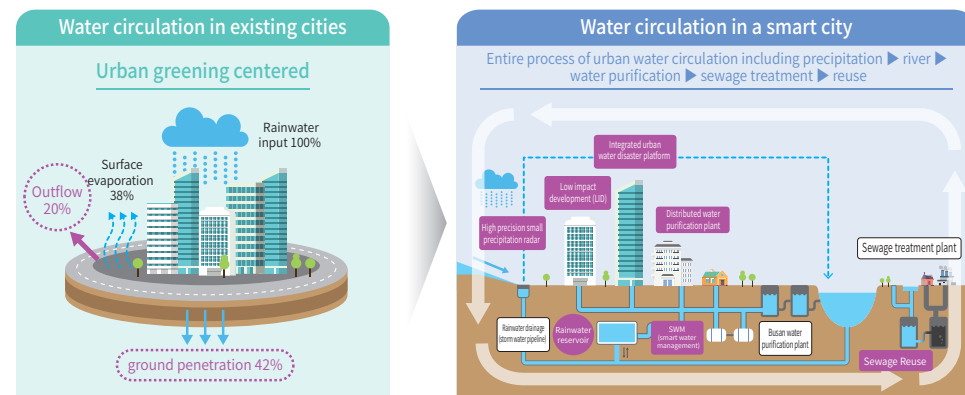 Water circulation in existing cities
Urban greening centered
Rainwater
input 100%
Surface
evaporation
38%
Outflow
20%
ground penetration 42%
Water circulation in a smart city
Entire process of urban water circulation including precipitation ▶ river ▶
water purification ▶ sewage treatment ▶ reuse
Integrated urban
water disaster platform
Low impact
development (LID)
High precision small
precipitation radar
Distributed water
purification plant
Sewage treatment plant
Rainwater drainage
(storm water pipeline)
Rainwater
reservoir
SWM
(smart water
management)
Busan water
purification plant
Sewage Reuse